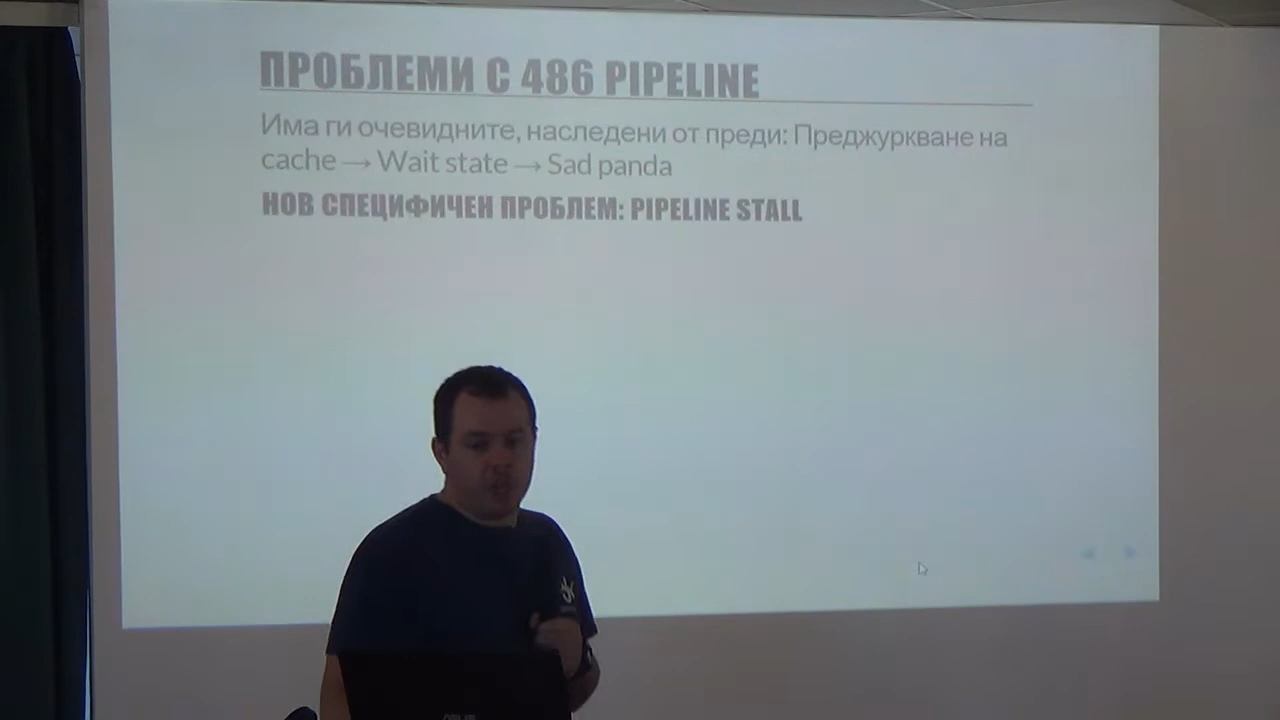 ПРОБЛЕМИ С 486 PIPELINE
Има ги очевидните, наследени от преди: Преджуркване на
cache → Wait state → Sad panda
НОВ СПЕЦИФИЧЕН ПРОБЛЕМ: PIPELINE STALL